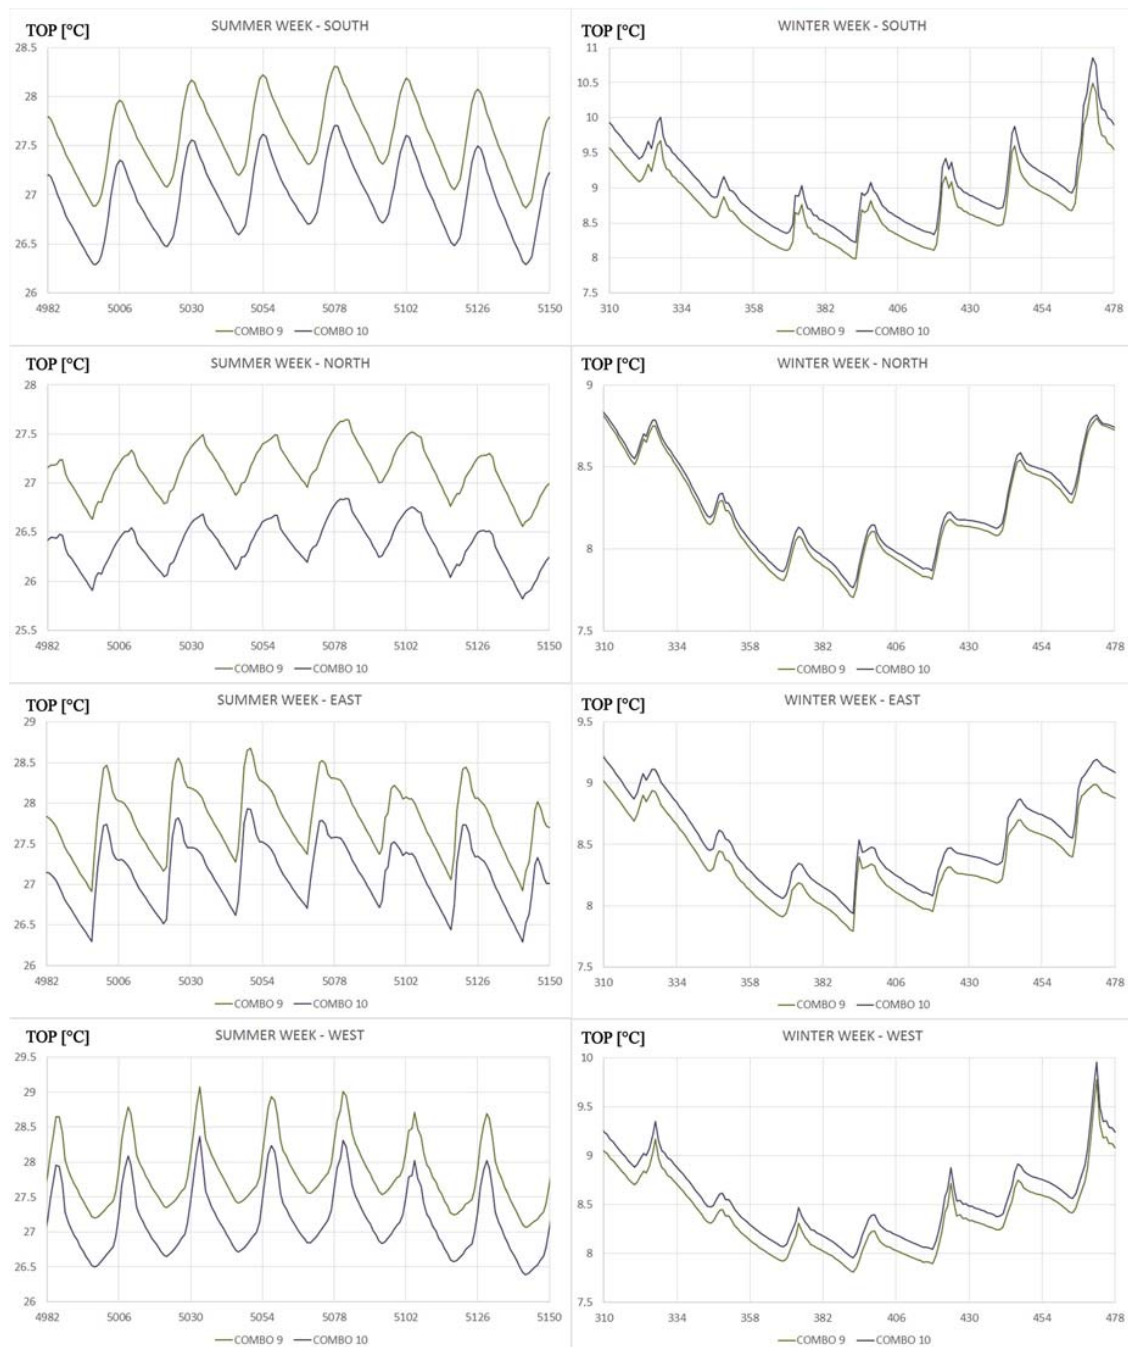 TOP [°C]
SUMMER WEEK - SOUTH
28.5
28
27.5
27
26.5
26
4982 5006 5030 5054 5078 5102 5126 5150
COMBO 9 COMBO 10
TOP [°C]
WINTER WEEK - SOUTH
11
10.5
10
9.5
9
8.5
8
7.5
310 334 358 382 406 430 454 478
COMBO 9 COMBO 10
TOP [°C]
SUMMER WEEK - NORTH
28
27.5
27
26.5
26
25.5
4982 5006 5030 5054 5078 5102 5126 5150
COMBO 9 COMBO 10
TOP [°C]
WINTER WEEK - NORTH
9
8.5
8
7.5
310 334 358 382 406 430 454 478
COMBO 9 COMBO 10
TOP [°C]
SUMMER WEEK - EAST
29
28.5
28
27.5
27
26.5
26
4982 5006 5030 5054 5078 5102 5126 5150
COMBO 9 COMBO 10
TOP [°C]
WINTER WEEK - EAST
9.5
9
8.5
8
7.5
310 334 358 382 406 430 454 478
COMBO 9 COMBO 10
TOP [°C]
SUMMER WEEK - WEST
29.5
29
28.5
28
27.5
27
26.5
26
4982 5006 5030 5054 5078 5102 5126 5150
COMBO 9 COMBO 10
TOP [°C]
WINTER WEEK - WEST
10
9.5
9
8.5
8
7.5
310 334 358 382 406 430 454 478
COMBO 9 COMBO 10